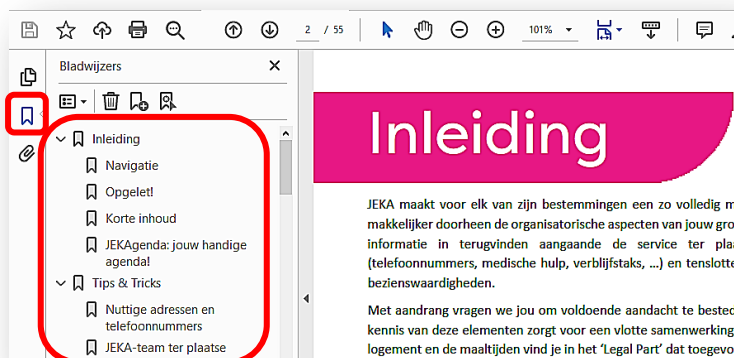 2 / 55
101%
Bladwijzers
Inleiding
Navigatie
Opgelet!
Korte inhoud
JEKAgenda: jouw handige
agenda!
Tips & Tricks
Nuttige adressen en
telefoonnummers
JEKA-team ter plaatse
Inleiding
JEKA maakt voor elk van zijn bestemmingen een zo volledig
makkelijker doorheen de organisatorische aspecten van jouw
informatie in terugvinden aangaande de service ter
(telefoonnummers, medische hulp, verblijfstaks, ...) en tenslotte
bezienswaardigheden.
Met aandrang vragen we jou om voldoende aandacht te
kennis van deze elementen zorgt voor een vlotte samenwerking
logement en de maaltijden vind je in het ‘Legal Part’ dat